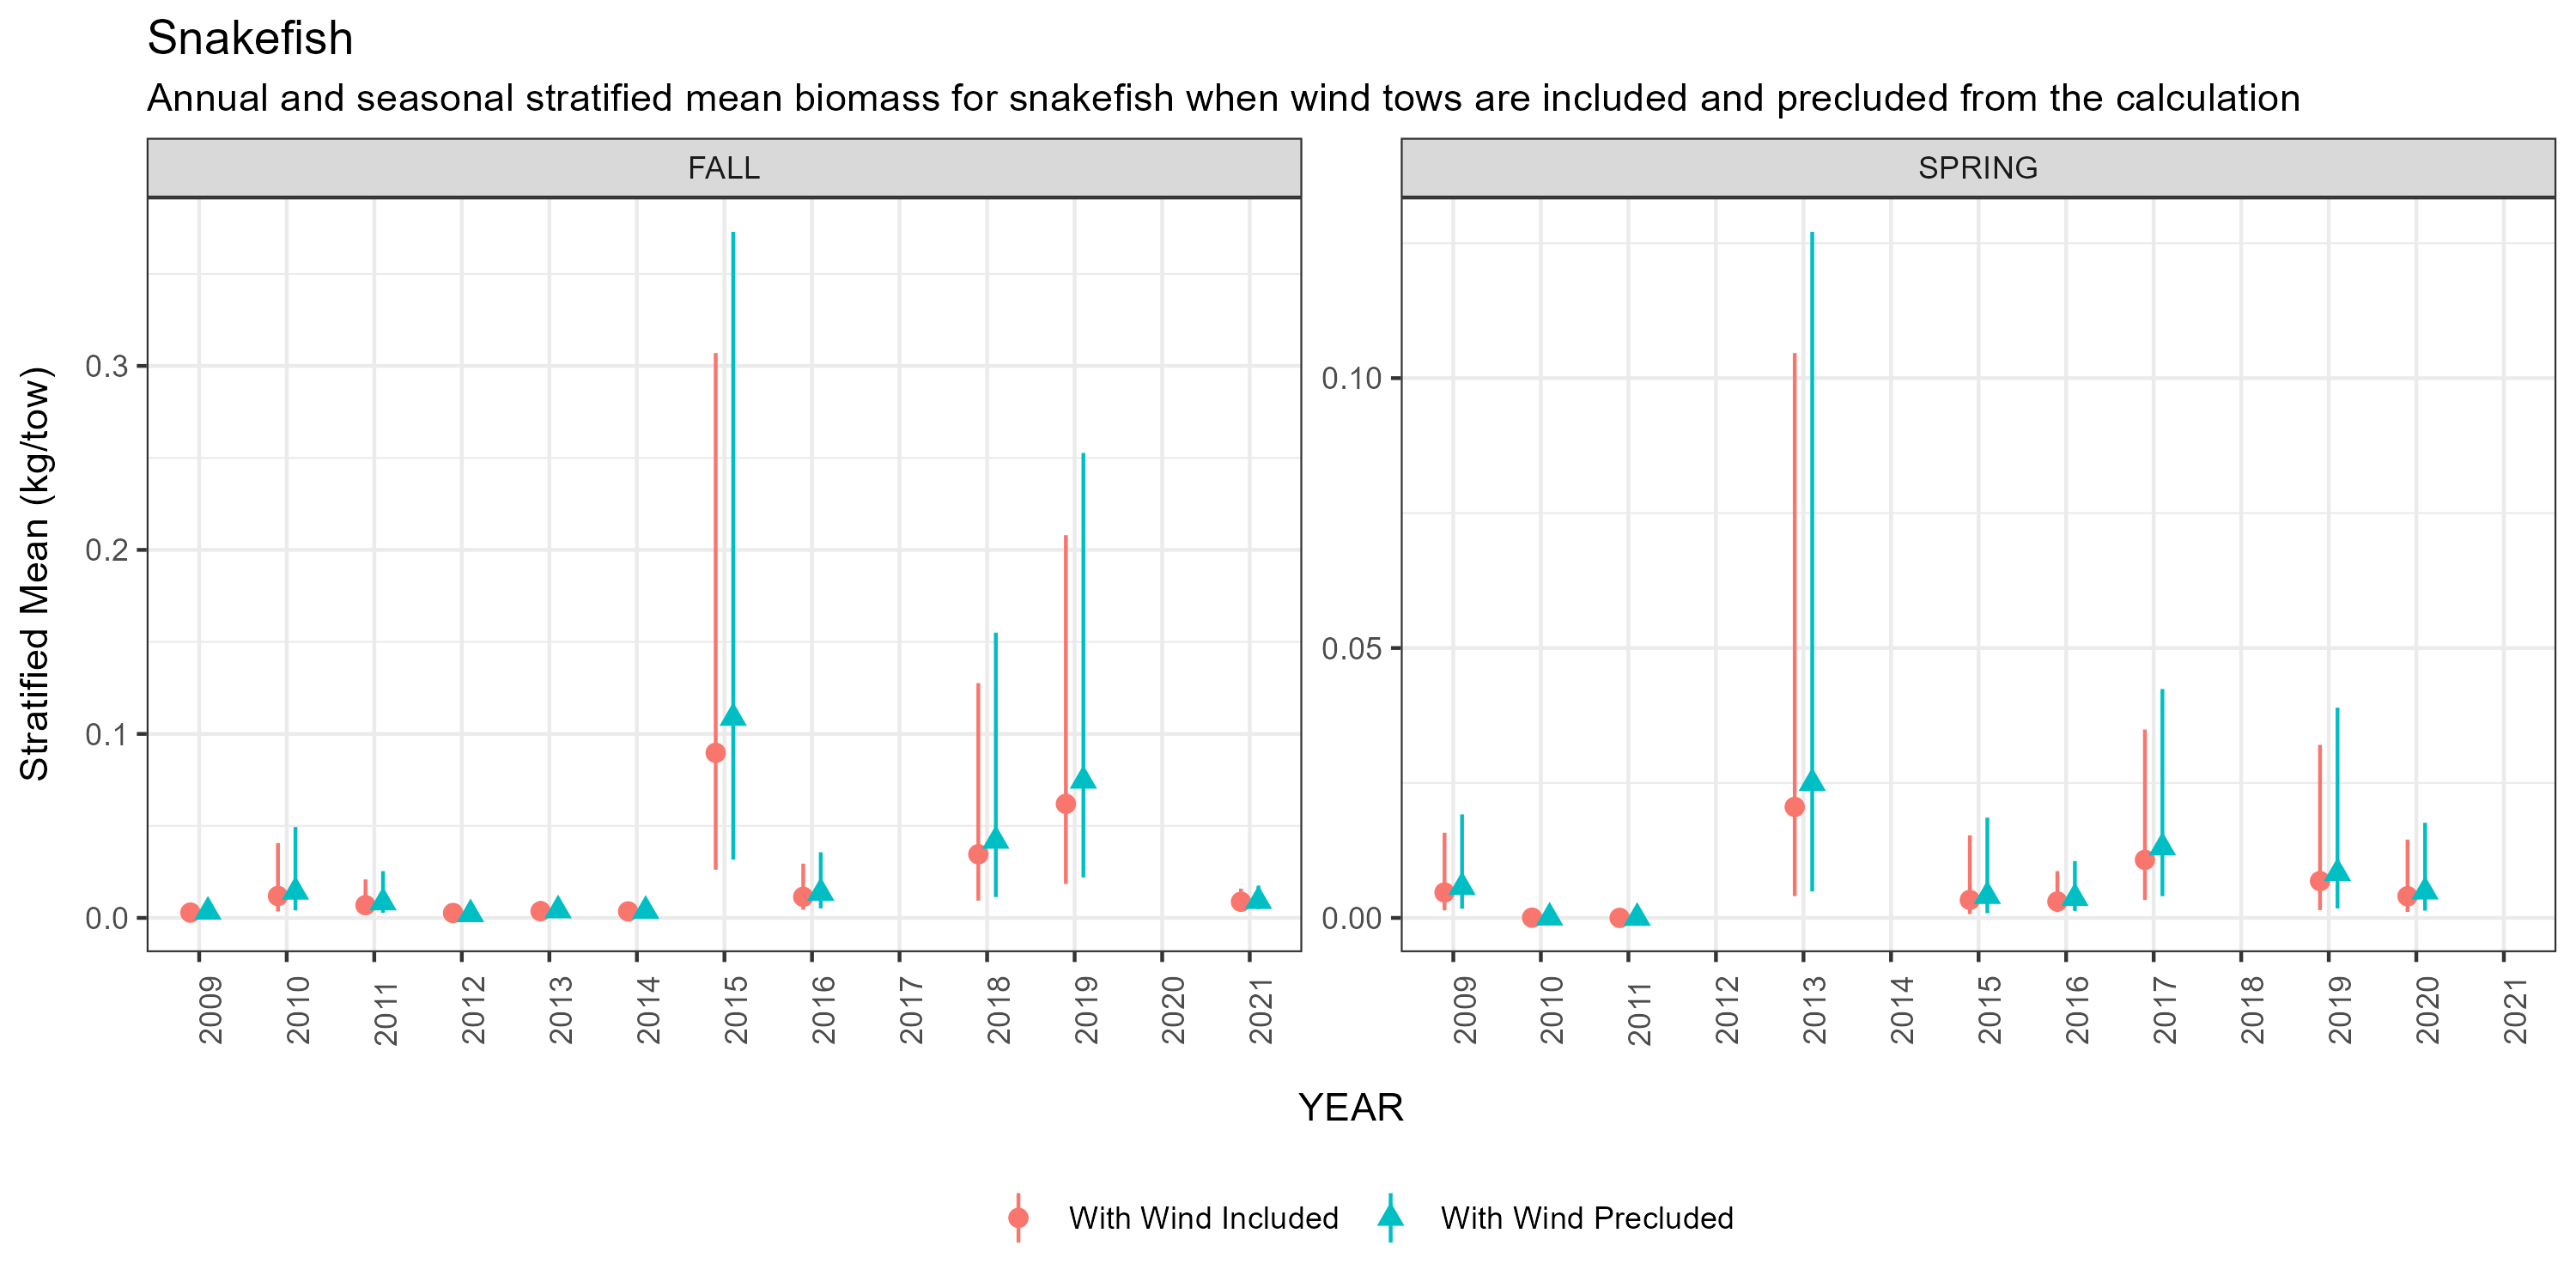 Snakefish
Annual and seasonal stratified mean biomass for snakefish when wind tows are included and precluded from the calculation
FALL
SPRING
Stratified Mean (kg/tow)
0.3
0.2
0.1
0.0
0.10
0.05
0.00
2009 2010 2011 2012 2013 2014 2015 2016 2017 2018 2019 2020 2021
2009 2010 2011 2012 2013 2014 2015 2016 2017 2018 2019 2020 2021
YEAR
With Wind Included
With Wind Precluded